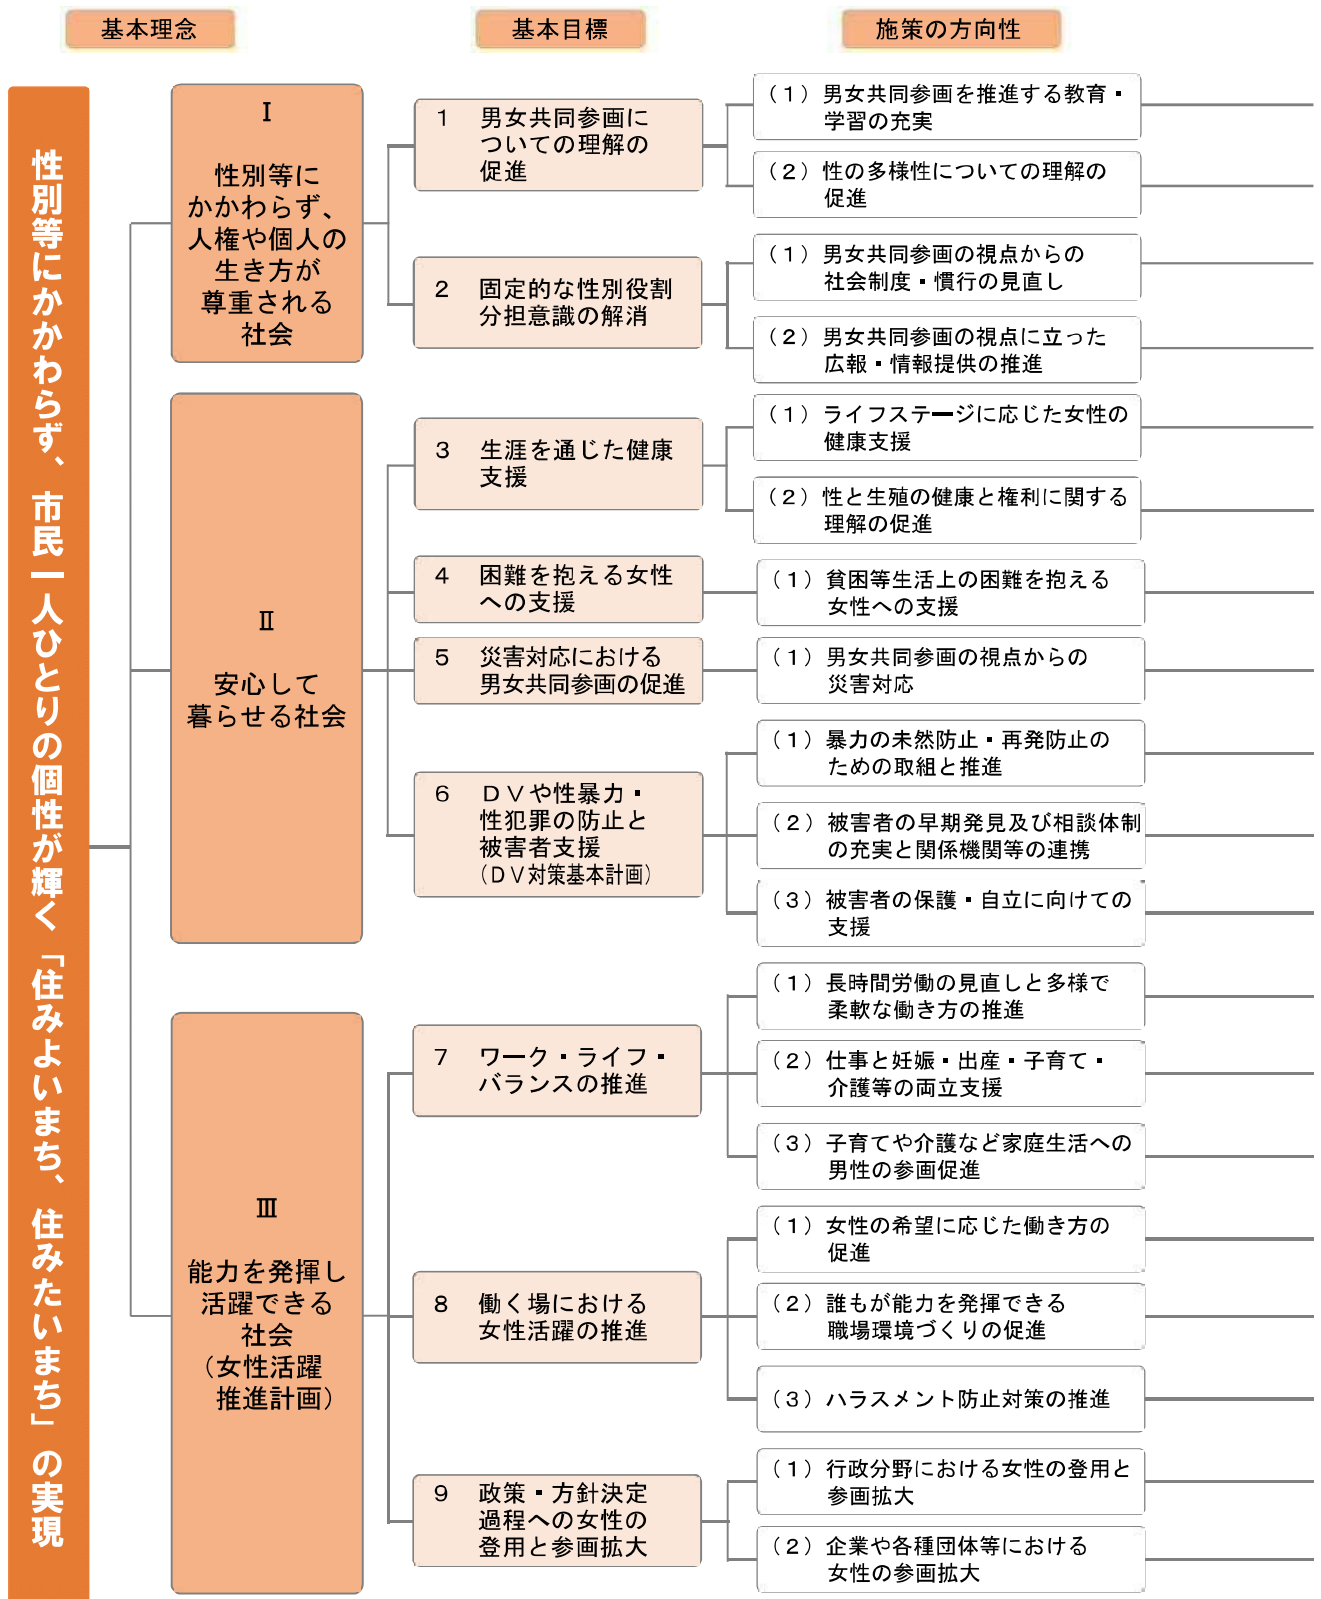 基本理念
基本目標
施策の方向性
性別等にかかわらず、市民一人ひとりの個性が輝く「住みよいまち、住みたいまち」の実現
Ⅰ
性別等に
かかわらず、
人権や個人の
生き方が
尊重される
社会
1 男女共同参画に
ついての理解の
促進
（1）男女共同参画を推進する教育・
学習の充実
（2）性の多様性についての理解の
促進
2 固定的な性別役割
分担意識の解消
（1）男女共同参画の視点からの
社会制度・慣行の見直し
（2）男女共同参画の視点に立った
広報・情報提供の推進
Ⅱ
安心して
暮らせる社会
3 生涯を通じた健康
支援
（1）ライフステージに応じた女性の
健康支援
（2）性と生殖の健康と権利に関する
理解の促進
4 困難を抱える女性
への支援
（1）貧困等生活上の困難を抱える
女性への支援
5 災害対応における
男女共同参画の促進
（1）男女共同参画の視点からの
災害対応
6 ＤＶや性暴力・
性犯罪の防止と
被害者支援
（ＤＶ対策基本計画）
（1）暴力の未然防止・再発防止の
ための取組と推進
（2）被害者の早期発見及び相談体制
の充実と関係機関等の連携
（3）被害者の保護・自立に向けての
支援
Ⅲ
能力を発揮し
活躍できる
社会
（女性活躍
推進計画）
7 ワーク・ライフ・
バランスの推進
（1）長時間労働の見直しと多様で
柔軟な働き方の推進
（2）仕事と妊娠・出産・子育て・
介護等の両立支援
（3）子育てや介護など家庭生活への
男性の参画促進
8 働く場における
女性活躍の推進
（1）女性の希望に応じた働き方の
促進
（2）誰もが能力を発揮できる
職場環境づくりの促進
（3）ハラスメント防止対策の推進
9 政策・方針決定
過程への女性の
登用と参画拡大
（1）行政分野における女性の登用と
参画拡大
（2）企業や各種団体等における
女性の参画拡大